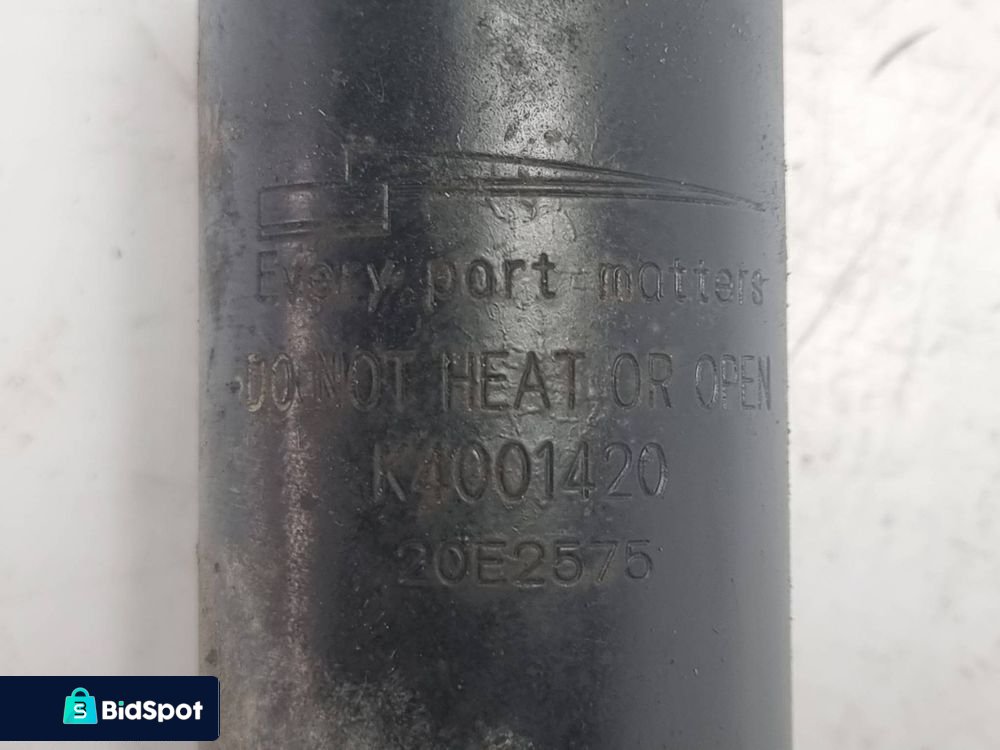 Every part matters
DO NOT HEAT OR OPEN
K4001420
20E2575
BidSpot